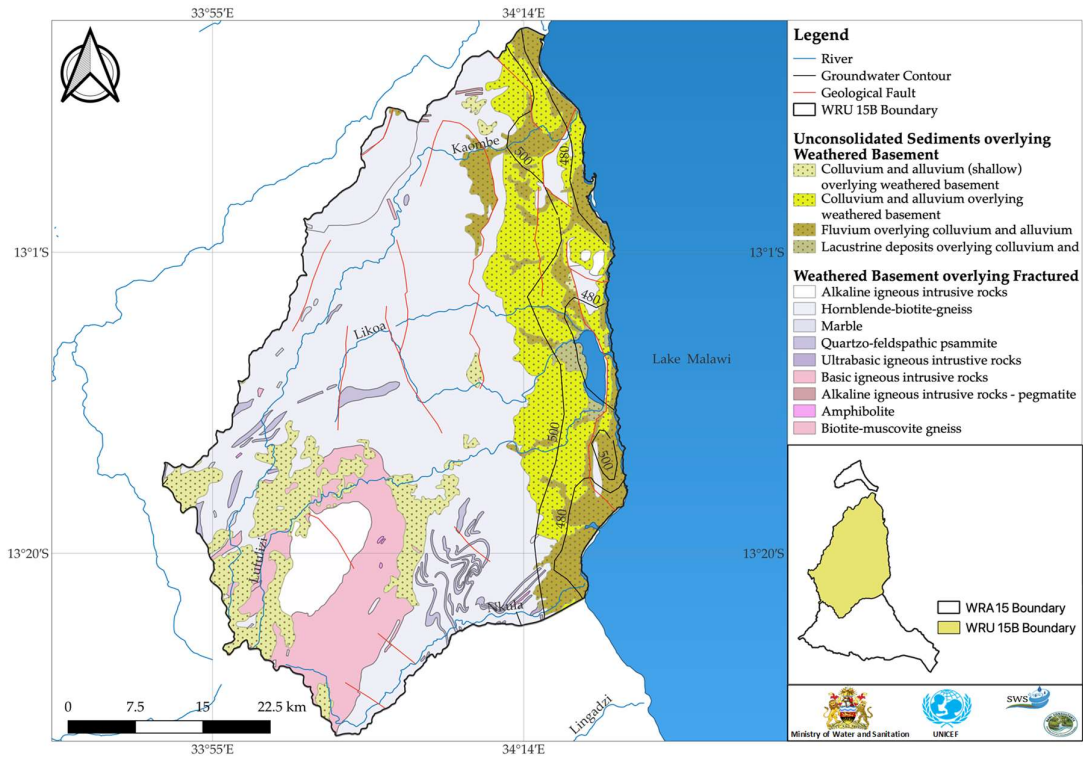 33°55'E
34°14'E
Kaombe
500
480
13°1'S
13°1'S
480
Likoa
Lake Malawi
500
500
480
13°20'S
13°20'S
Nkula
0
7.5
15
22.5 km
Lingadzi
33°55'E
34°14'E
Legend
River
Groundwater Contour
Geological Fault
WRU 15B Boundary
Unconsolidated Sediments overlying
Weathered Basement
Colluvium and alluvium (shallow)
overlying weathered basement
Colluvium and alluvium overlying
weathered basement
Fluvium overlying colluvium and alluvium
Lacustrine deposits overlying colluvium and
Weathered Basement overlying Fractured
Alkaline igneous intrusive rocks
Hornblende-biotite-gneiss
Marble
Quartzo-feldspathic psammite
Ultrabasic igneous intrustive rocks
Basic igneous intrusive rocks
Alkaline igneous intrusive rocks - pegmatite
Amphibolite
Biotite-muscovite gneiss
WRA 15 Boundary
WRU 15B Boundary
Ministry of Water and Sanitation
UNICEF
SWS